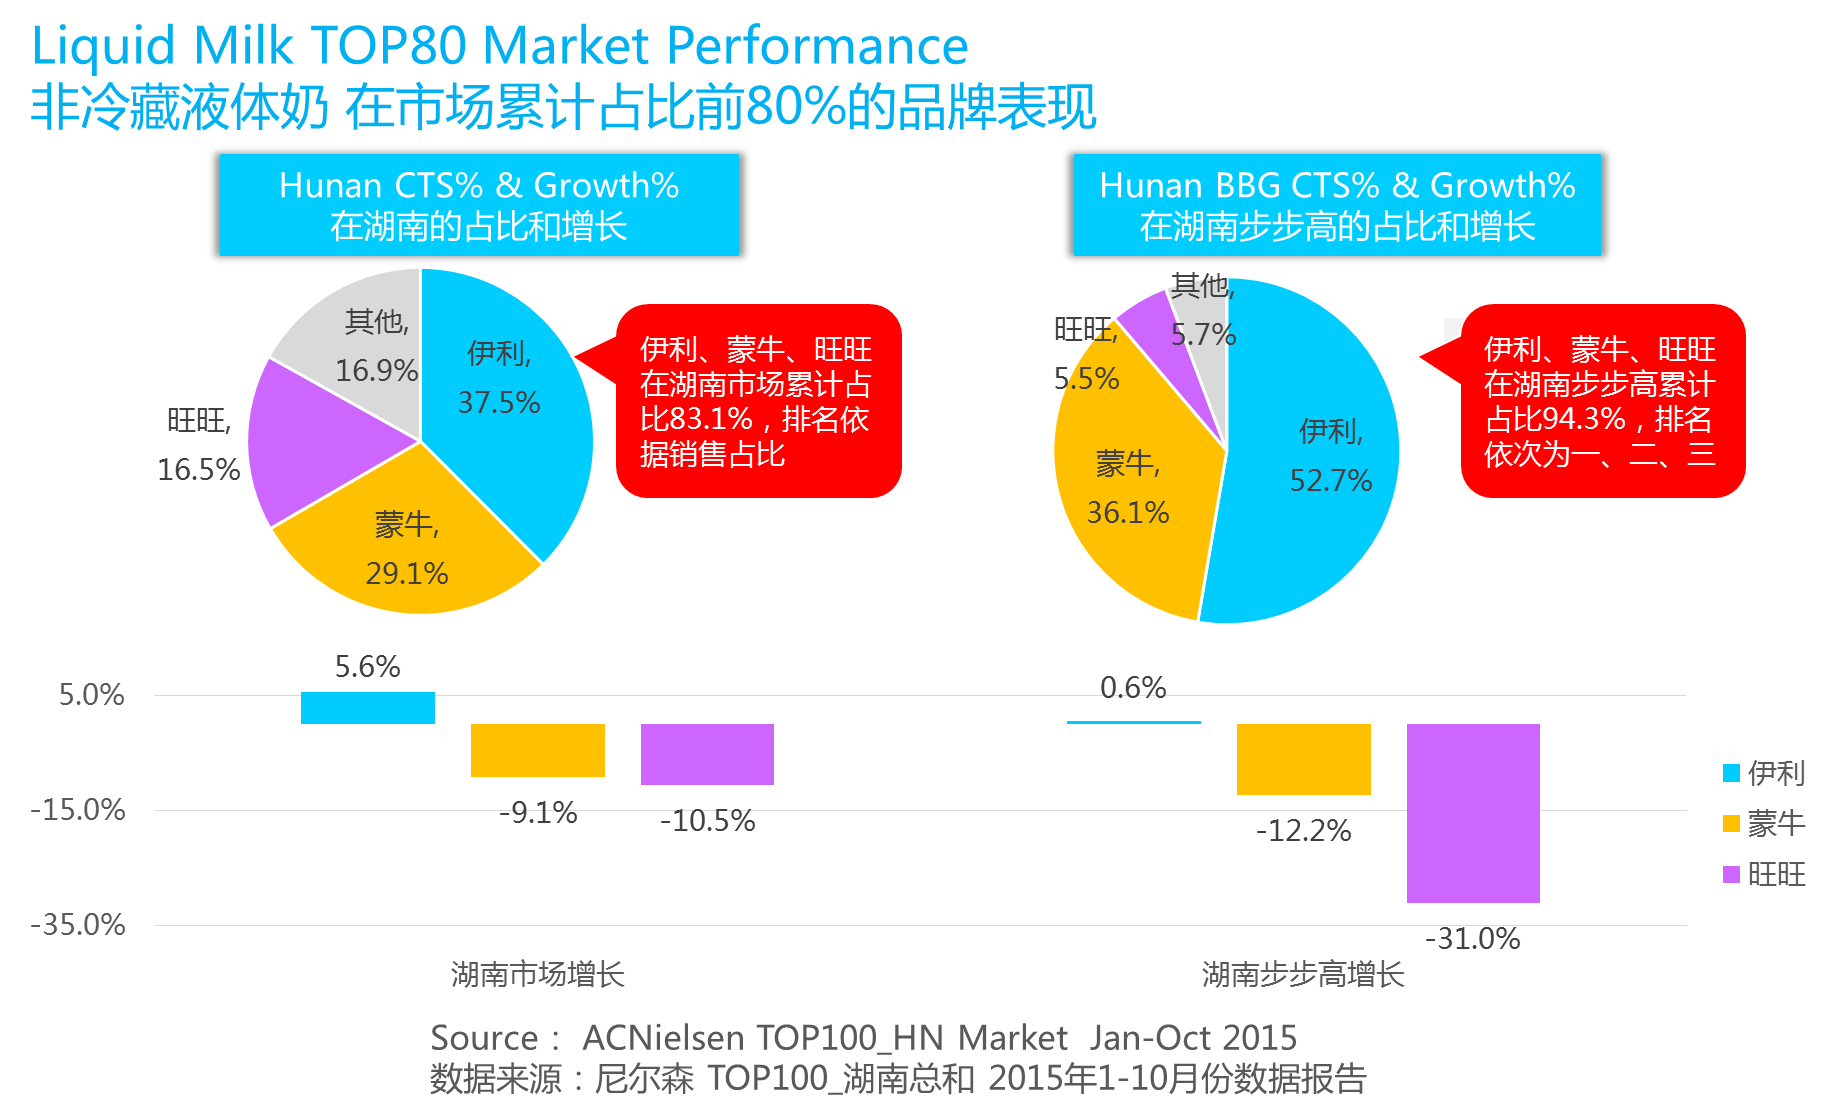 Liquid Milk TOP80 Market Performance
非冷藏液体奶 在市场累计占比前80%的品牌表现
Hunan CTS% & Growth%
在湖南的占比和增长
Hunan BBG CTS% & Growth%
在湖南步步高的占比和增长
其他,
16.9%
伊利,
37.5%
旺旺,
16.5%
蒙牛,
29.1%
伊利、蒙牛、旺旺
在湖南市场累计占
比83.1%，排名依
据销售占比
其他,
5.7%
旺旺,
5.5%
伊利,
52.7%
蒙牛,
36.1%
伊利、蒙牛、旺旺
在湖南步步高累计
占比94.3%，排名
依次为一、二、三
5.0%
-15.0%
-35.0%
5.6%
-9.1%
-10.5%
0.6%
-12.2%
-31.0%
湖南市场增长
湖南步步高增长
伊利
蒙牛
旺旺
Source： ACNielsen TOP100_HN Market  Jan-Oct 2015
数据来源：尼尔森 TOP100_湖南总和 2015年1-10月份数据报告